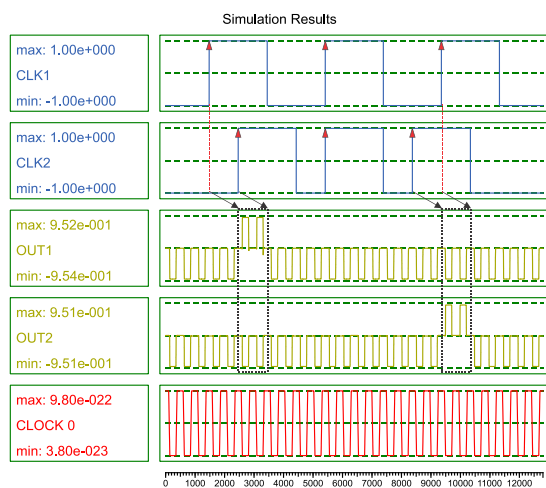 Simulation Results
max: 1.00e+000
CLK1
min: -1.00e+000
max: 1.00e+000
CLK2
min: -1.00e+000
max: 9.52e-001
OUT1
min: -9.54e-001
max: 9.51e-001
OUT2
min: -9.51e-001
max: 9.80e-022
CLOCK 0
min: 3.80e-023
0 1000 2000 3000 4000 5000 6000 7000 8000 9000 10000 11000 12000